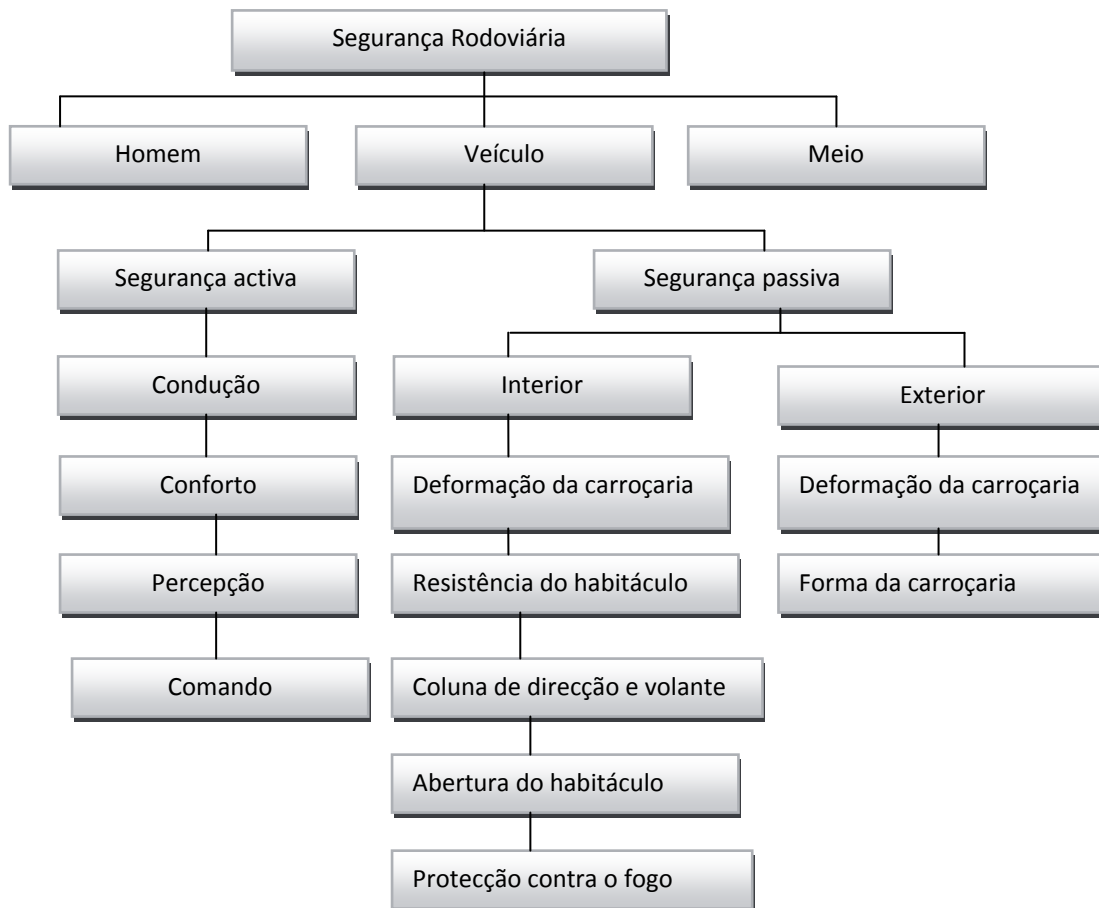 Segurança Rodoviária
Homem
Veículo
Meio
Segurança activa
Segurança passiva
Condução
Interior
Exterior
Conforto
Deformação da carroçaria
Deformação da carroçaria
Percepção
Resistência do habitáculo
Forma da carroçaria
Comando
Coluna de direcção e volante
Abertura do habitáculo
Protecção contra o fogo